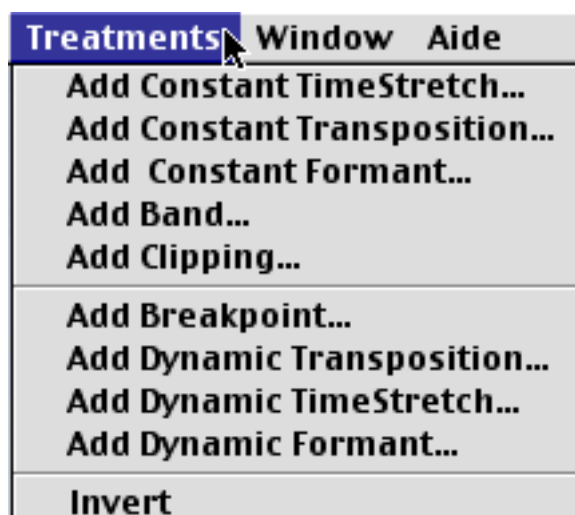 Treatments Window Aide
Add Constant TimeStretch...
Add Constant Transposition...
Add  Constant Formant...
Add Band...
Add Clipping...
Add Breakpoint...
Add Dynamic Transposition...
Add Dynamic TimeStretch...
Add Dynamic Formant...
Invert